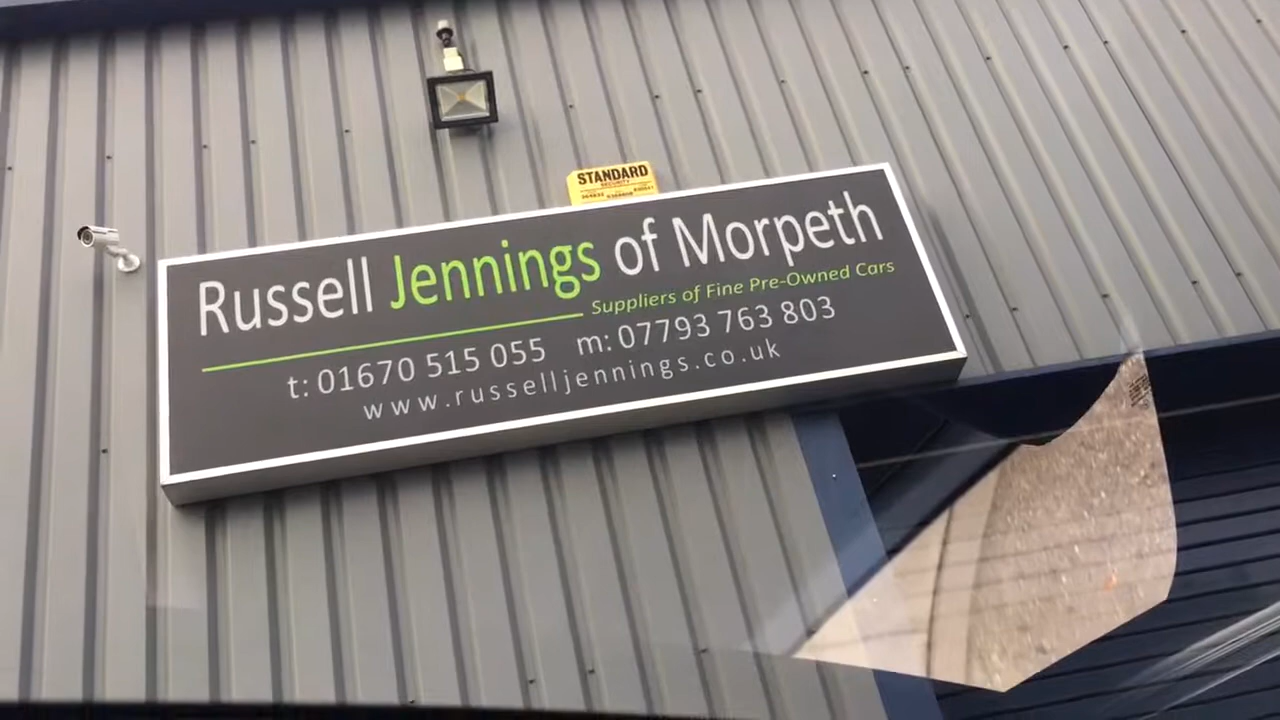 STANDARD
SECURITY
Russell Jennings of Morpeth
Suppliers of Fine Pre-Owned Cars
t: 01670 515 055 m: 07793 763 803
www.russelljennings.co.uk